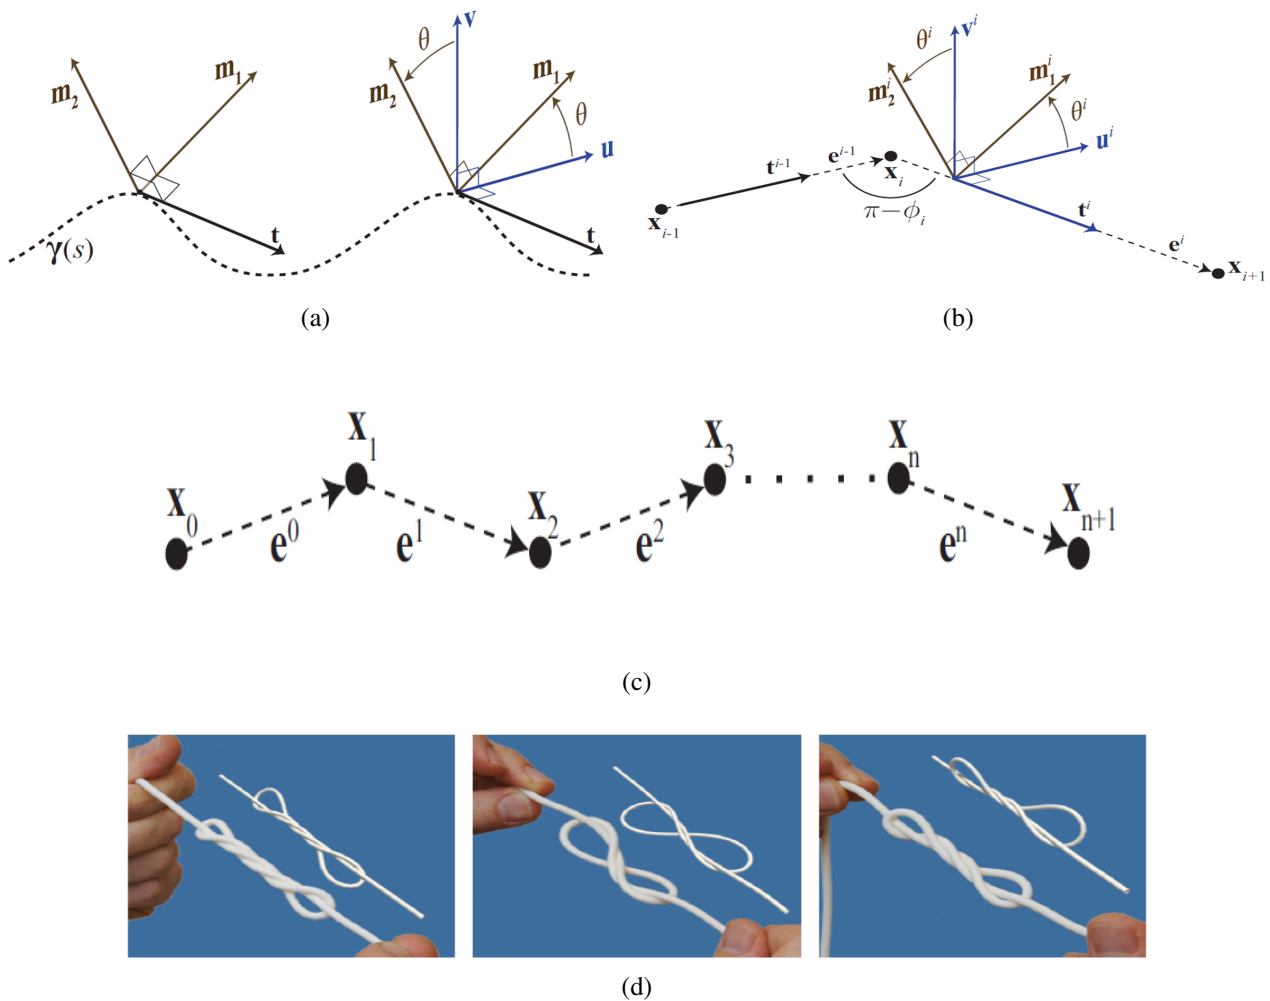 θ v
m₂ m₁ m₂ m₁ θ u
γ(s) t t
(a)
θⁱ vⁱ
m₂ⁱ m₁ⁱ θⁱ uⁱ
tⁱ⁻¹ eⁱ⁻¹ xᵢ
xᵢ₋₁ π−ϕᵢ tⁱ
eⁱ xᵢ₊₁
(b)
x₀ x₁ x₂ x₃ xₙ xₙ₊₁
e⁰ e¹ e² eⁿ
(c)
(d)